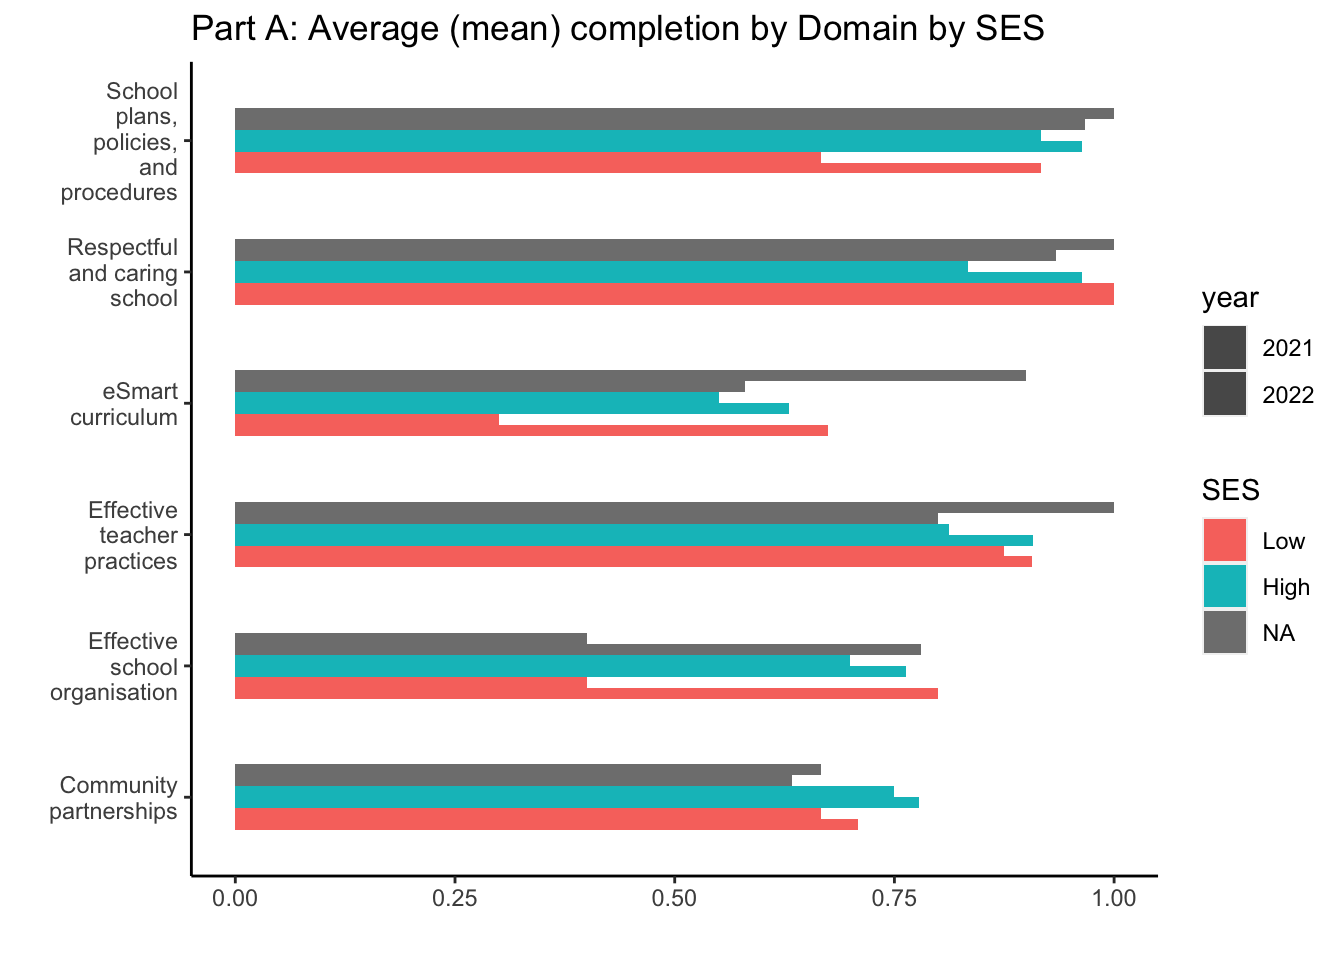 Part A: Average (mean) completion by Domain by SES
School
plans,
policies,
and
procedures
Respectful
and caring
school
eSmart
curriculum
Effective
teacher
practices
Effective
school
organisation
Community
partnerships
0.00
0.25
0.50
0.75
1.00
year
2021
2022
SES
Low
High
NA